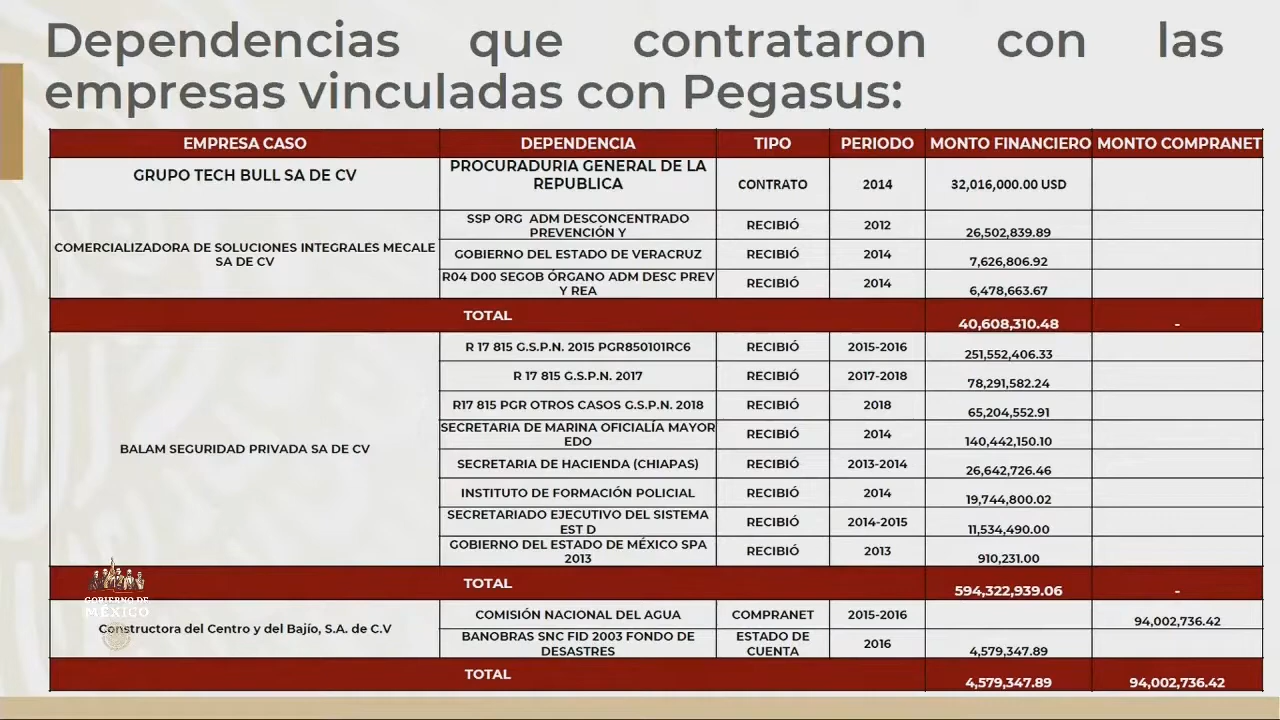 Dependencias que contrataron con las
empresas vinculadas con Pegasus:
EMPRESA CASO DEPENDENCIA TIPO PERIODO MONTO FINANCIERO MONTO COMPRANET
GRUPO TECH BULL SA DE CV
PROCURADURIA GENERAL DE LA
REPUBLICA
CONTRATO 2014 32,016,000.00 USD
COMERCIALIZADORA DE SOLUCIONES INTEGRALES MECALE
SA DE CV
SSP ORG ADM DESCONCENTRADO
PREVENCIÓN Y
RECIBIÓ 2012 26,502,839.89
GOBIERNO DEL ESTADO DE VERACRUZ RECIBIÓ 2014 7,626,806.92
R04 D00 SEGOB ÓRGANO ADM DESC PREV
Y REA
RECIBIÓ 2014 6,478,663.67
TOTAL 40,608,310.48 -
BALAM SEGURIDAD PRIVADA SA DE CV
R 17 815 G.S.P.N. 2015 PGR850101RC6 RECIBIÓ 2015-2016 251,552,406.33
R 17 815 G.S.P.N. 2017 RECIBIÓ 2017-2018 78,291,582.24
R17 815 PGR OTROS CASOS G.S.P.N. 2018 RECIBIÓ 2018 65,204,552.91
SECRETARIA DE MARINA OFICIALÍA MAYOR
EDO
RECIBIÓ 2014 140,442,150.10
SECRETARIA DE HACIENDA (CHIAPAS) RECIBIÓ 2013-2014 26,642,726.46
INSTITUTO DE FORMACIÓN POLICIAL RECIBIÓ 2014 19,744,800.02
SECRETARIADO EJECUTIVO DEL SISTEMA
EST D
RECIBIÓ 2014-2015 11,534,490.00
GOBIERNO DEL ESTADO DE MÉXICO SPA
2013
RECIBIÓ 2013 910,231.00
TOTAL 594,322,939.06 -
GOBIERNO DE
MÉXICO
Constructora del Centro y del Bajío, S.A. de C.V
COMISIÓN NACIONAL DEL AGUA COMPRANET 2015-2016 94,002,736.42
BANOBRAS SNC FID 2003 FONDO DE
DESASTRES
ESTADO DE
CUENTA
2016 4,579,347.89
TOTAL 4,579,347.89 94,002,736.42